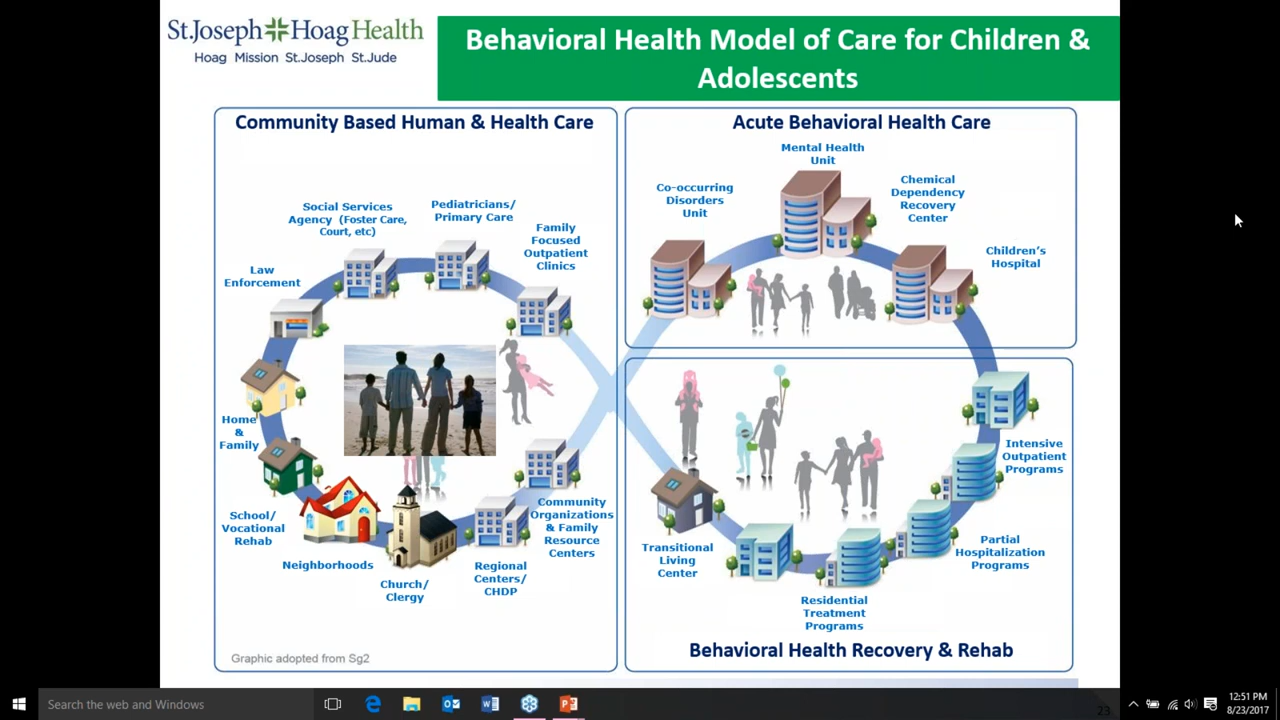 St.Joseph Hoag Health
Hoag Mission St.Joseph St.Jude
Behavioral Health Model of Care for Children &
Adolescents
Community Based Human & Health Care
Social Services
Agency (Foster Care,
Court, etc)
Pediatricians/
Primary Care
Family
Focused
Outpatient
Clinics
Law
Enforcement
Home
&
Family
School/
Vocational
Rehab
Neighborhoods
Church/
Clergy
Regional
Centers/
CHDP
Community
Organizations
& Family
Resource
Centers
Graphic adopted from Sg2
Acute Behavioral Health Care
Mental Health
Unit
Co-occurring
Disorders
Unit
Chemical
Dependency
Recovery
Center
Children's
Hospital
Intensive
Outpatient
Programs
Partial
Hospitalization
Programs
Transitional
Living
Center
Residential
Treatment
Programs
Behavioral Health Recovery & Rehab
23
Search the web and Windows
12:51 PM
8/23/2017